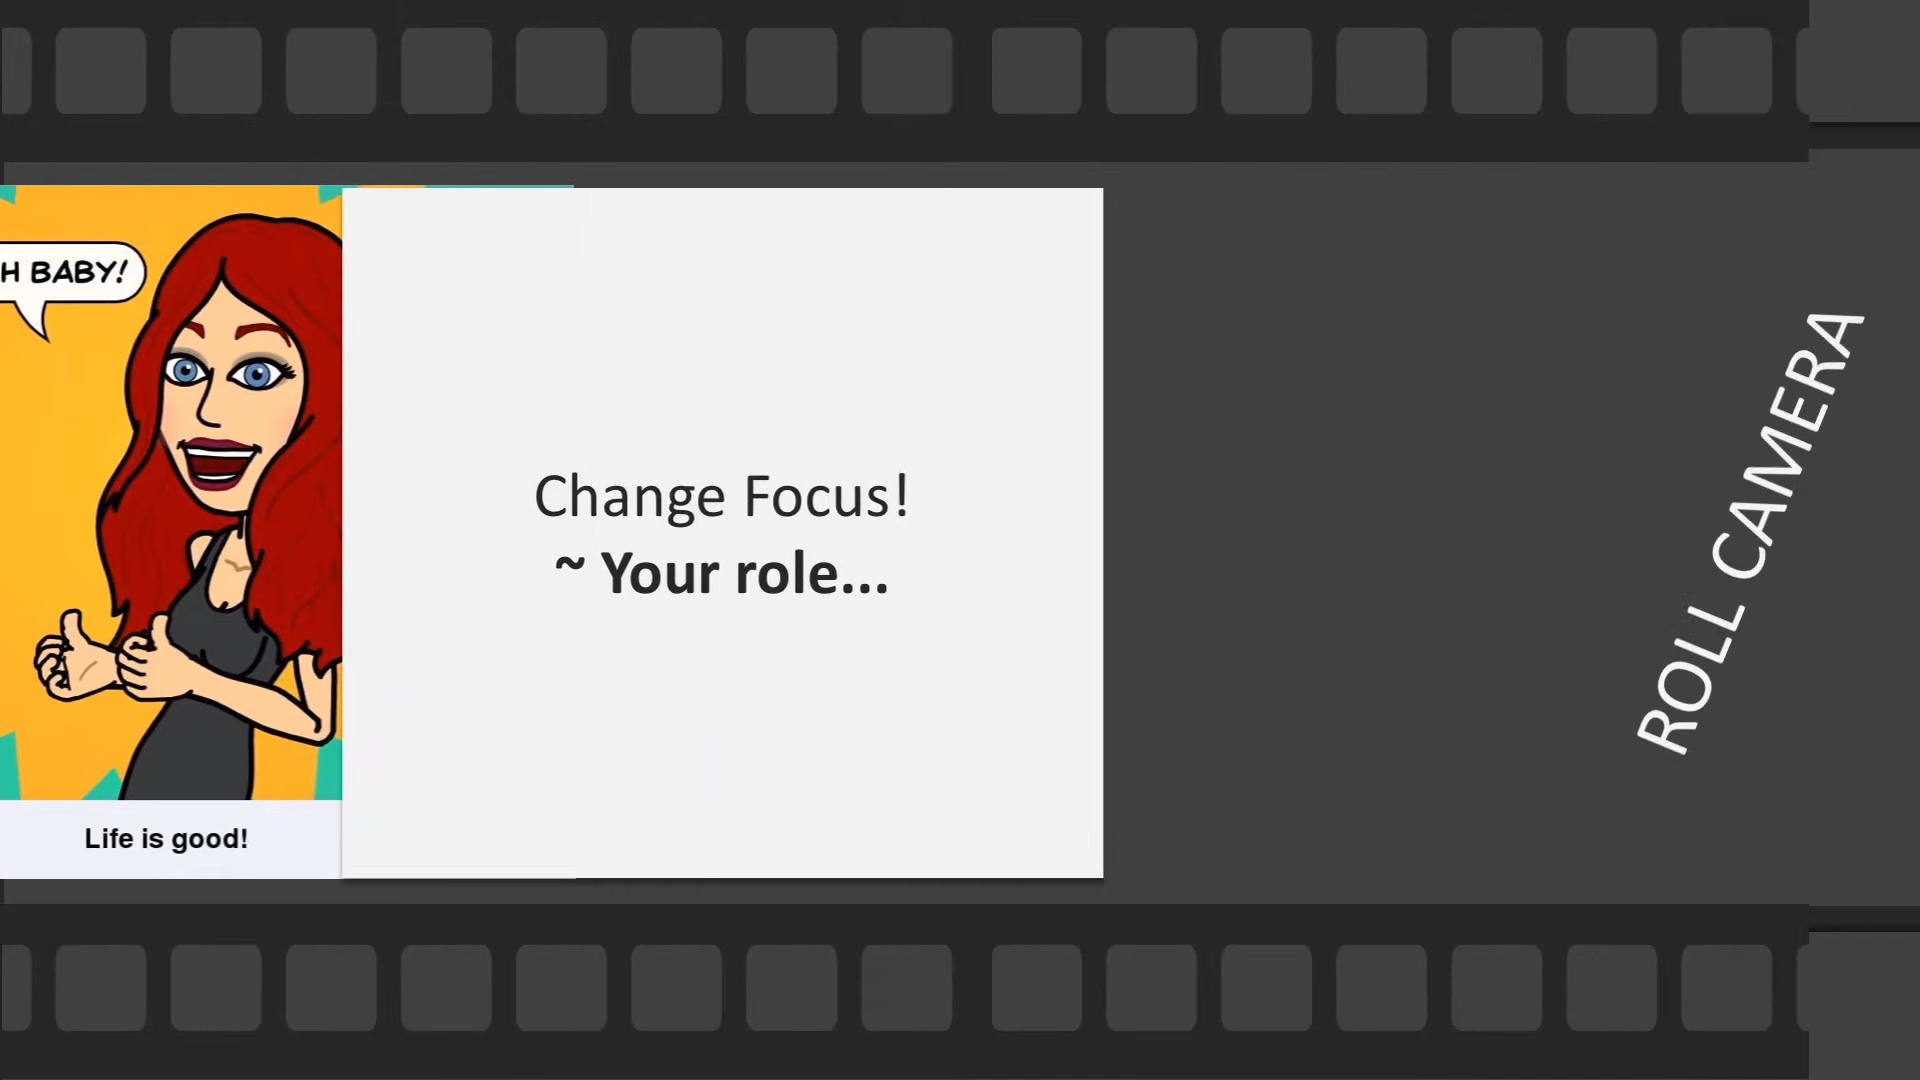 H BABY!
Life is good!
Change Focus!
~ Your role...
ROLL CAMERA